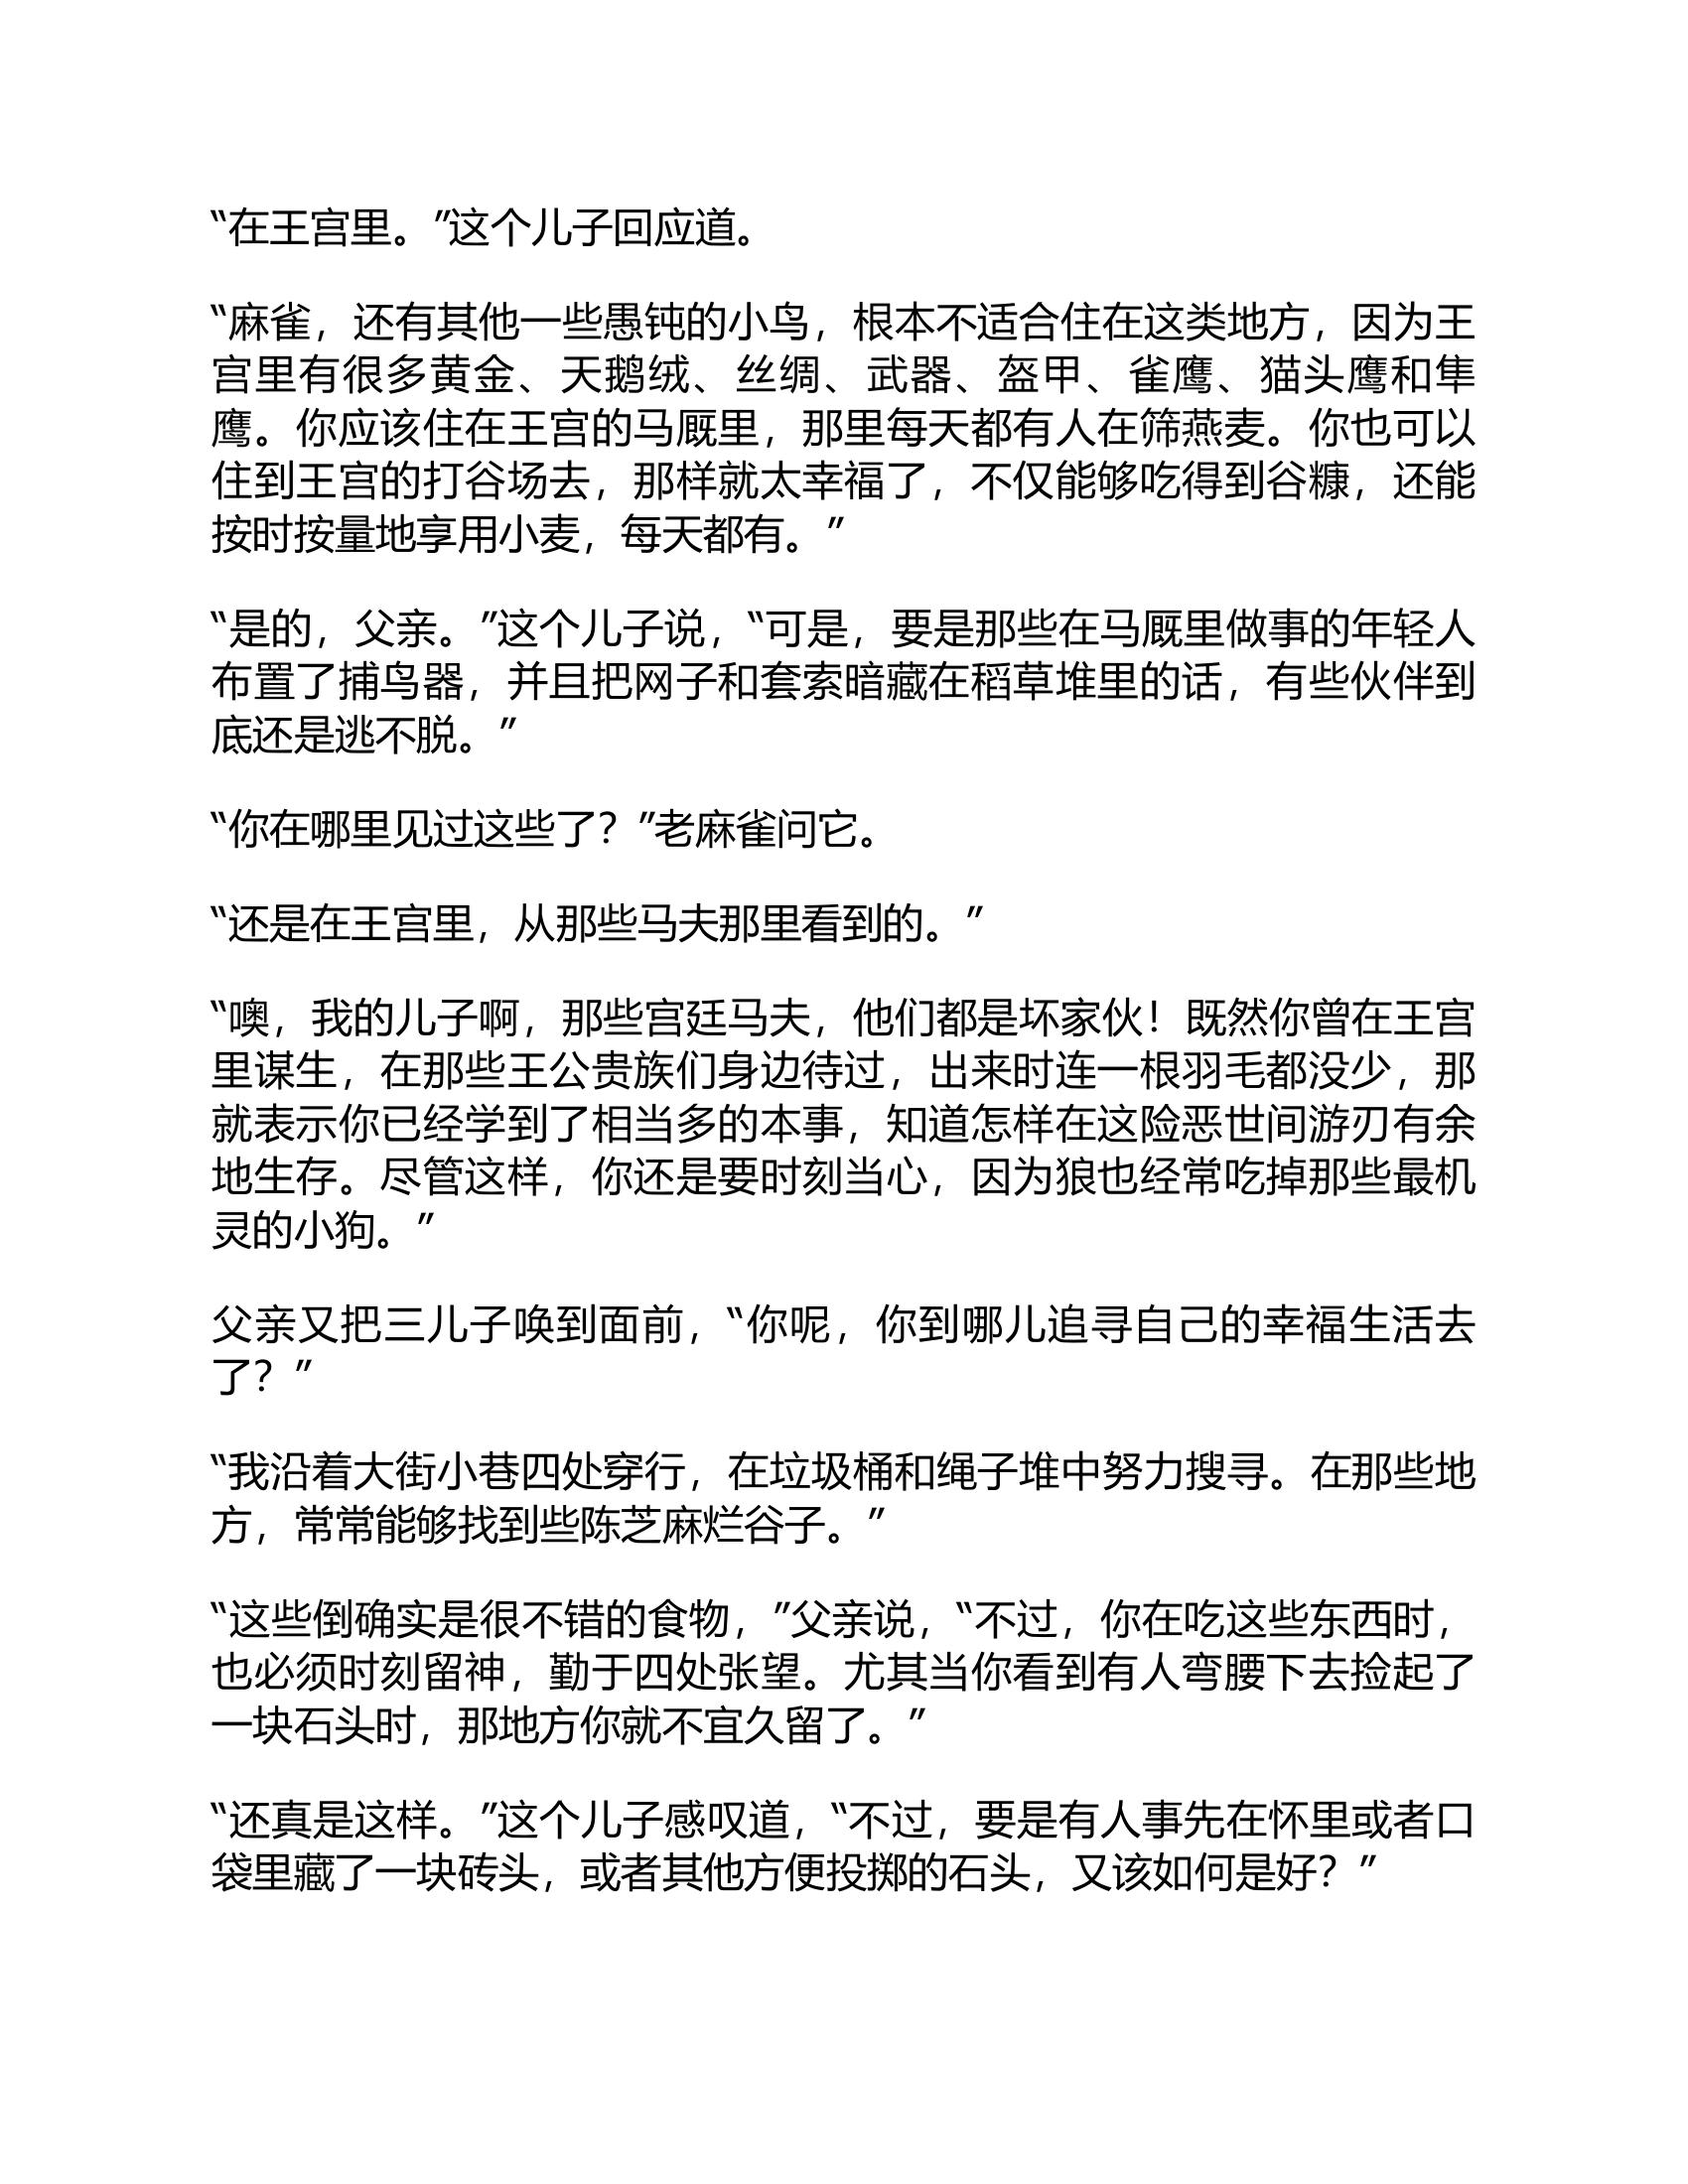 “在王宫里。”这个儿子回应道。
“麻雀，还有其他一些愚钝的小鸟，根本不适合住在这类地方，因为王
宫里有很多黄金、天鹅绒、丝绸、武器、盔甲、雀鹰、猫头鹰和隼
鹰。你应该住在王宫的马厩里，那里每天都有人在筛燕麦。你也可以
住到王宫的打谷场去，那样就太幸福了，不仅能够吃得到谷糠，还能
按时按量地享用小麦，每天都有。”
“是的，父亲。”这个儿子说，“可是，要是那些在马厩里做事的年轻人
布置了捕鸟器，并且把网子和套索暗藏在稻草堆里的话，有些伙伴到
底还是逃不脱。”
“你在哪里见过这些了？”老麻雀问它。
“还是在王宫里，从那些马夫那里看到的。”
“噢，我的儿子啊，那些宫廷马夫，他们都是坏家伙！既然你曾在王宫
里谋生，在那些王公贵族们身边待过，出来时连一根羽毛都没少，那
就表示你已经学到了相当多的本事，知道怎样在这险恶世间游刃有余
地生存。尽管这样，你还是要时刻当心，因为狼也经常吃掉那些最机
灵的小狗。”
父亲又把三儿子唤到面前，“你呢，你到哪儿追寻自己的幸福生活去
了？”
“我沿着大街小巷四处穿行，在垃圾桶和绳子堆中努力搜寻。在那些地
方，常常能够找到些陈芝麻烂谷子。”
“这些倒确实是很不错的食物，”父亲说，“不过，你在吃这些东西时，
也必须时刻留神，勤于四处张望。尤其当你看到有人弯腰下去捡起了
一块石头时，那地方你就不宜久留了。”
“还真是这样。”这个儿子感叹道，“不过，要是有人事先在怀里或者口
袋里藏了一块砖头，或者其他方便投掷的石头，又该如何是好？”